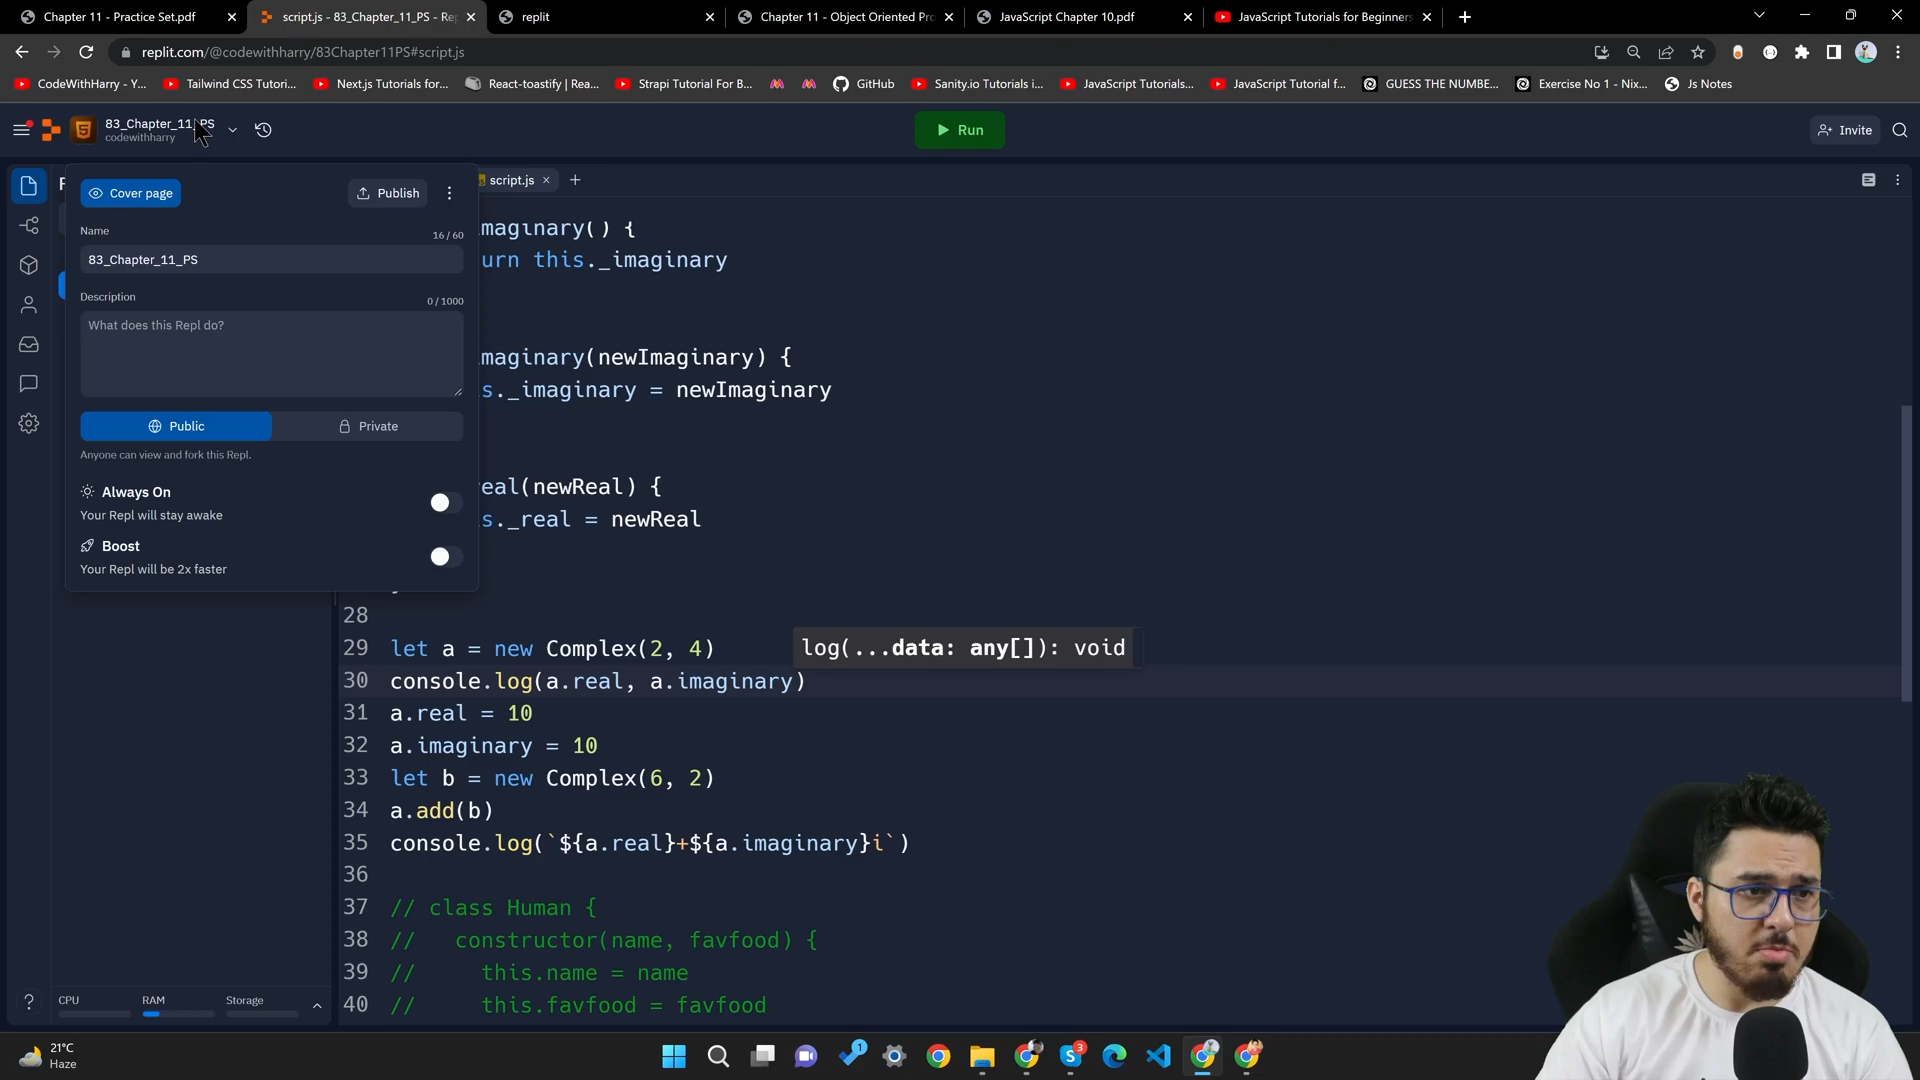 Chapter 11 - Practice Set.pdf
script.js - 83_Chapter_11_PS - Re
replit
Chapter 11 - Object Oriented Pro
JavaScript Chapter 10.pdf
JavaScript Tutorials for Beginners
replit.com/@codewithharry/83Chapter11PS#script.js
CodeWithHarry - Y...
Tailwind CSS Tutori...
Next.js Tutorials for...
React-toastify | Rea...
Strapi Tutorial For B...
GitHub
Sanity.io Tutorials i...
JavaScript Tutorials...
JavaScript Tutorial f...
GUESS THE NUMBE...
Exercise No 1 - Nix...
Js Notes
83_Chapter_11_PS
codewithharry
Run
Invite
Cover page
Publish
script.js
Name
16 / 60
83_Chapter_11_PS
Description
0 / 1000
What does this Repl do?
Public
Private
Anyone can view and fork this Repl.
Always On
Your Repl will stay awake
Boost
Your Repl will be 2x faster
maginary() {
urn this._imaginary
maginary(newImaginary) {
s._imaginary = newImaginary
real(newReal) {
s._real = newReal
28
29 let a = new Complex(2, 4)
log(...data: any[]): void
30 console.log(a.real, a.imaginary)
31 a.real = 10
32 a.imaginary = 10
33 let b = new Complex(6, 2)
34 a.add(b)
35 console.log(`${a.real}+${a.imaginary}i`)
36
37 // class Human {
38 //   constructor(name, favfood) {
39 //     this.name = name
40 //     this.favfood = favfood
CPU
RAM
Storage
21°C
Haze
1
3